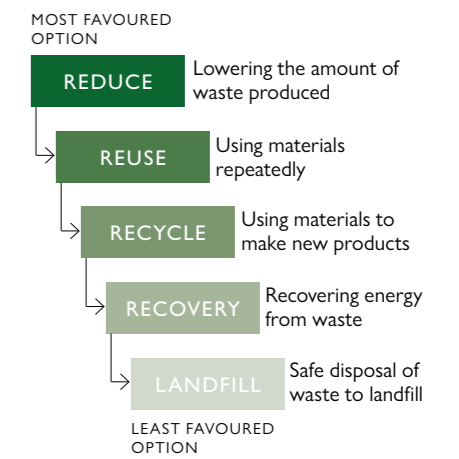 MOST FAVOURED
OPTION
REDUCE
Lowering the amount of
waste produced
REUSE
Using materials
repeatedly
RECYCLE
Using materials to
make new products
RECOVERY
Recovering energy
from waste
LANDFILL
Safe disposal of
waste to landfill
LEAST FAVOURED
OPTION